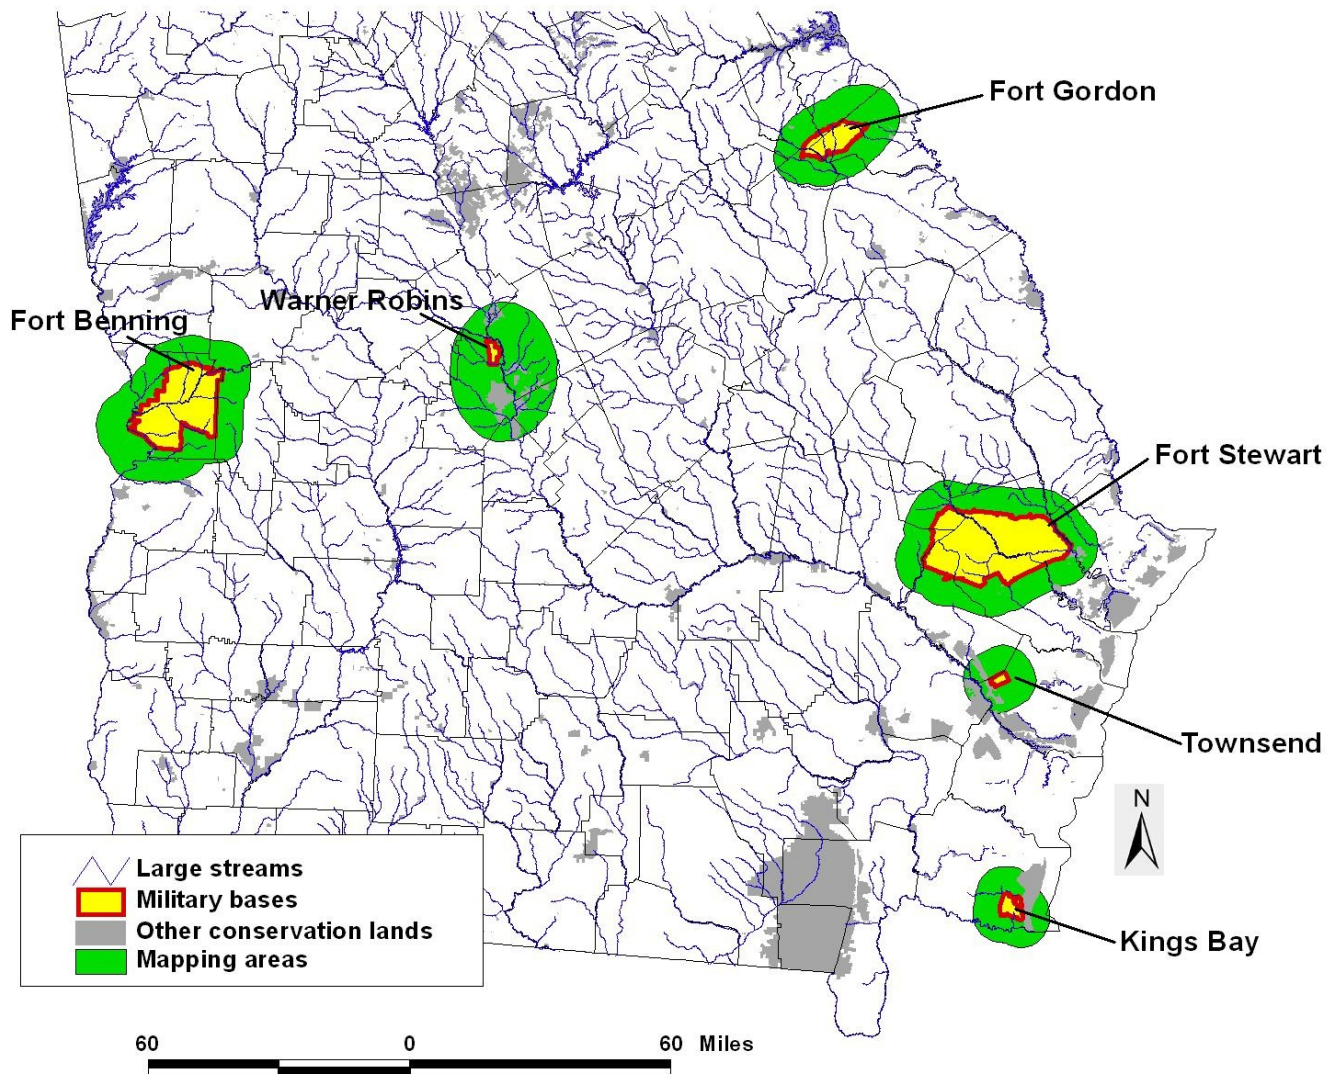 Fort Gordon
Warner Robins
Fort Benning
Fort Stewart
Townsend
N
Kings Bay
Large streams
Military bases
Other conservation lands
Mapping areas
60 0 60 Miles